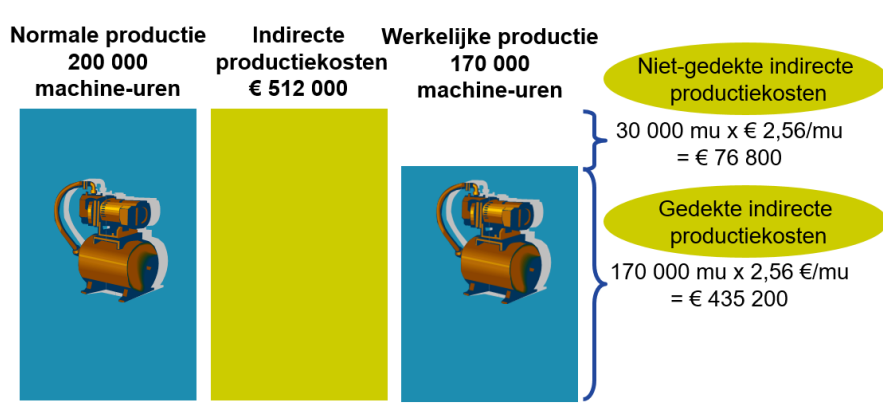 Normale productie
200 000
machine-uren
Indirecte
productiekosten
€ 512 000
Werkelijke productie
170 000
machine-uren
Niet-gedekte indirecte
productiekosten
30 000 mu x € 2,56/mu
= € 76 800
Gedekte indirecte
productiekosten
170 000 mu x 2,56 €/mu
= € 435 200